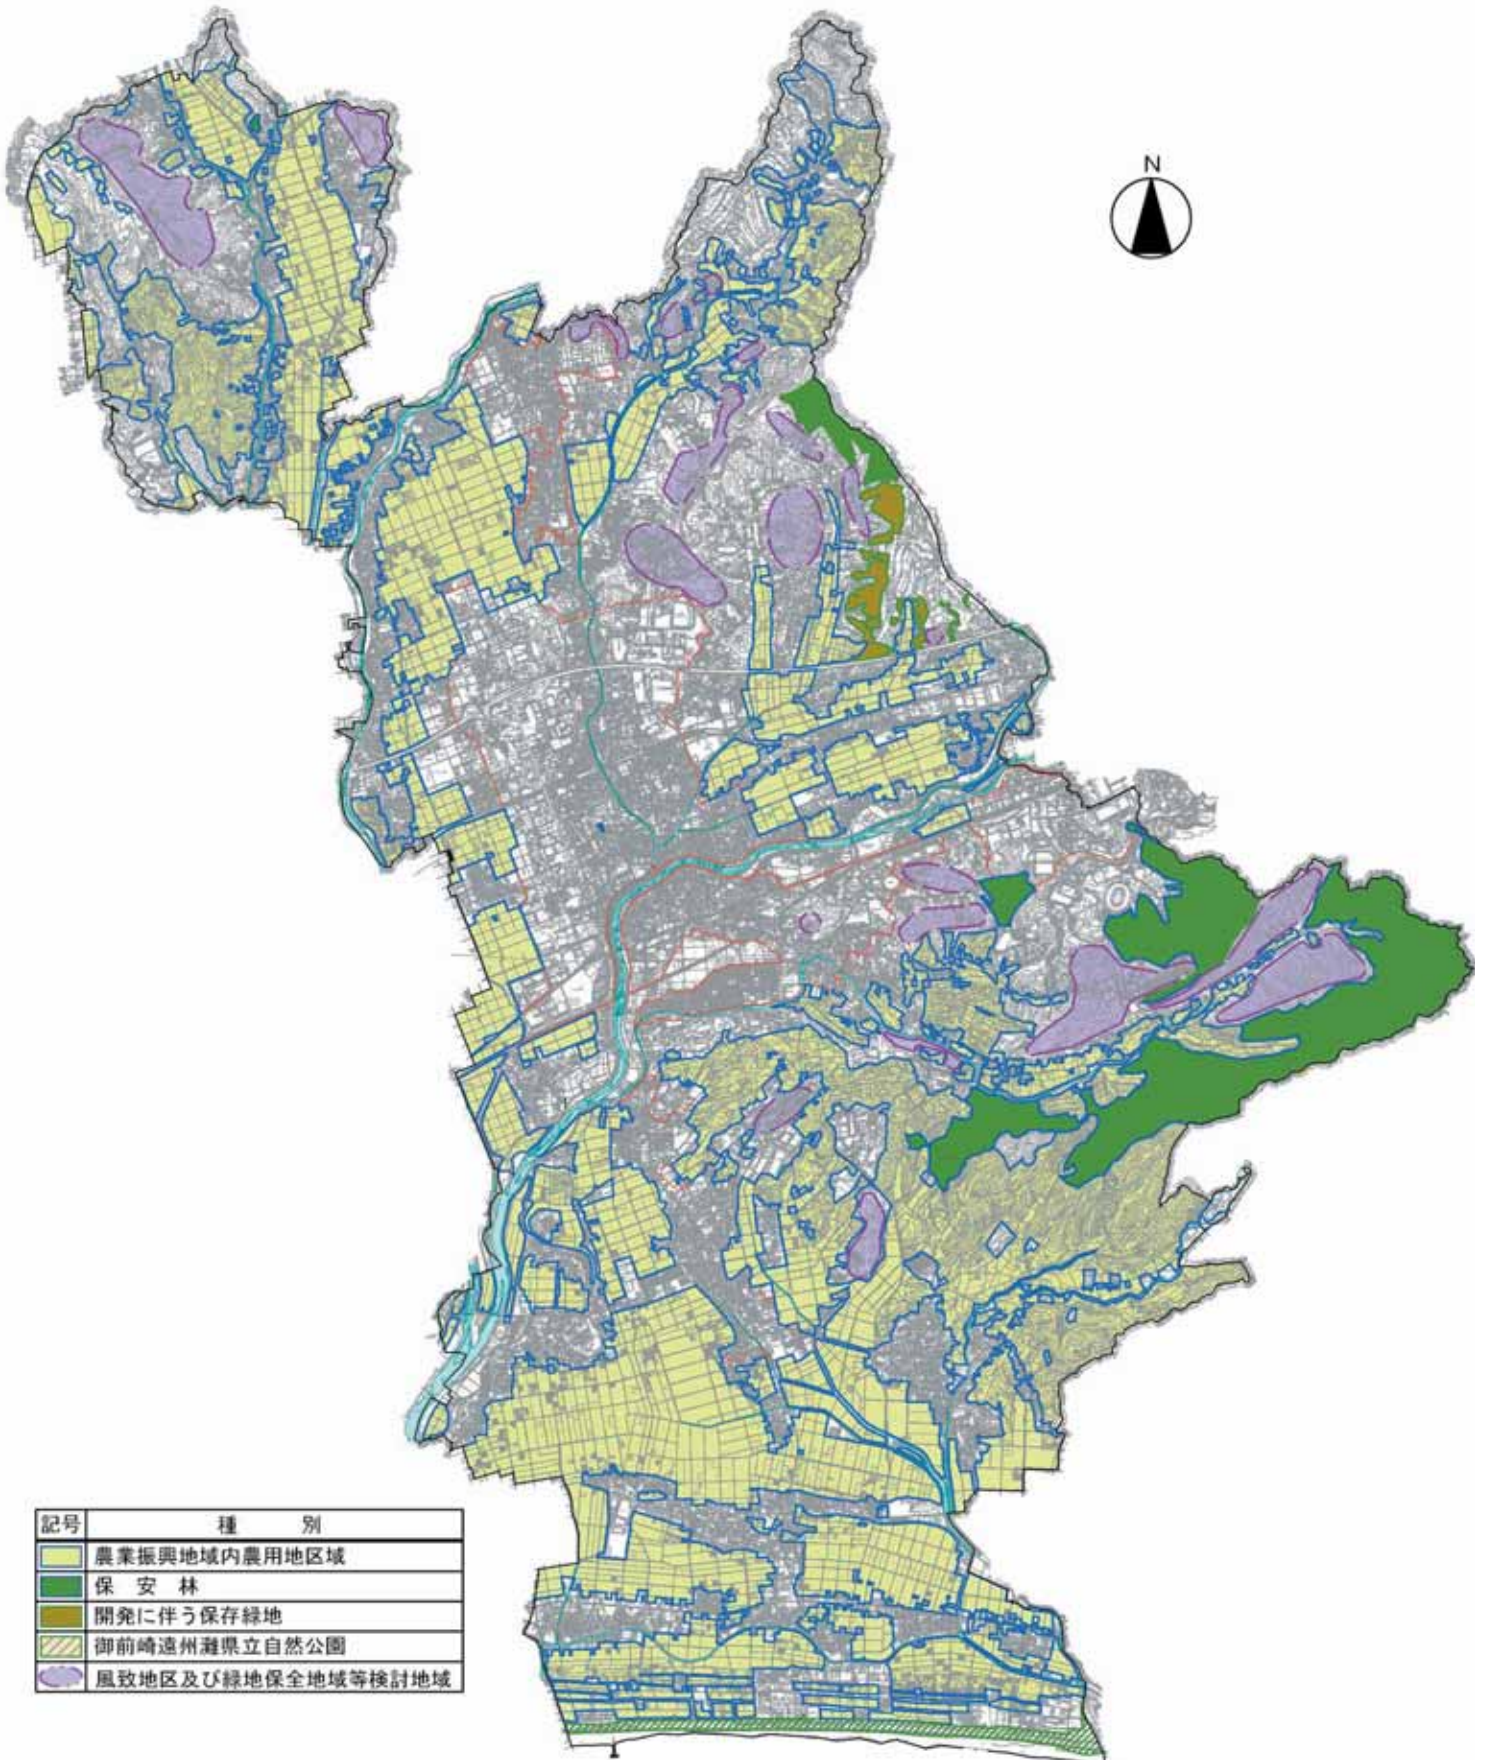 N
記号 種 別
農業振興地域内農用地区域
保 安 林
開発に伴う保存緑地
御前崎遠州灘県立自然公園
風致地区及び緑地保全地域等検討地域